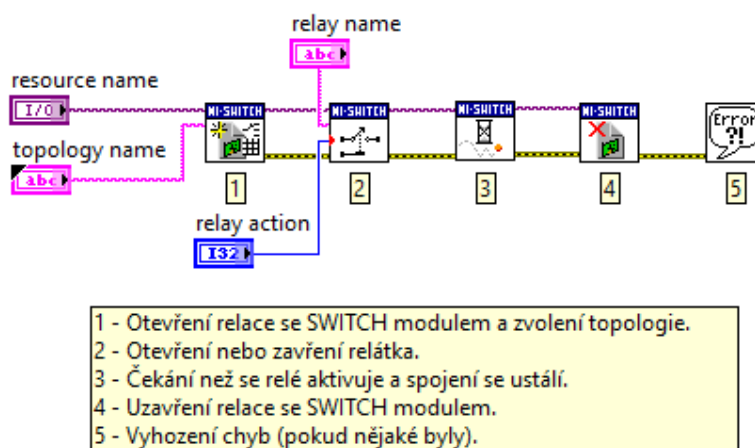 relay name
abc
resource name
I/O
NI-SWITCH
NI-SWITCH
NI-SWITCH
NI-SWITCH
Error
?!
topology name
abc
1
2
3
4
5
relay action
I32
1 - Otevření relace se SWITCH modulem a zvolení topologie.
2 - Otevření nebo zavření relátka.
3 - Čekání než se relé aktivuje a spojení se ustálí.
4 - Uzavření relace se SWITCH modulem.
5 - Vyhození chyb (pokud nějaké byly).